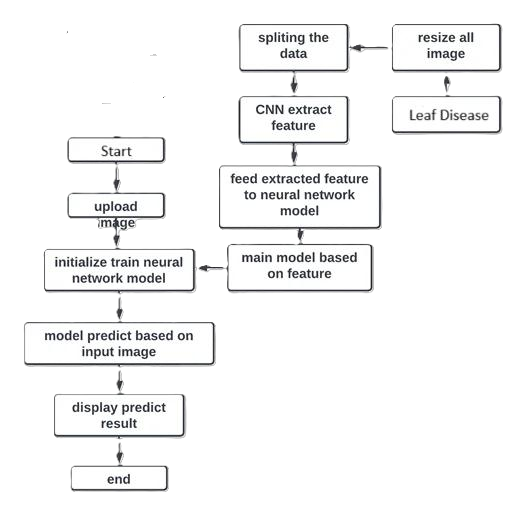 spliting the
data
resize all
image
CNN extract
feature
Leaf Disease
Start
feed extracted feature
to neural network
model
upload
image
main model based
on feature
initialize train neural
network model
model predict based on
input image
display predict
result
end